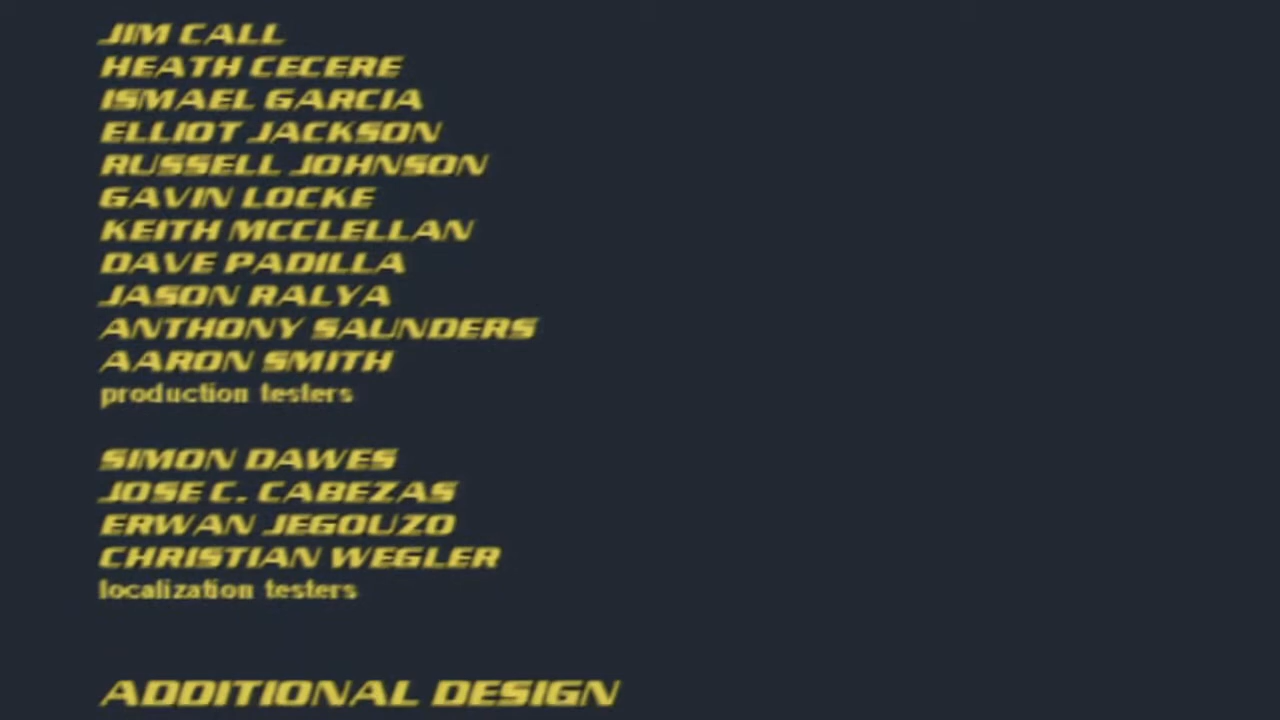 JIM CALL
HEATH CECERE
ISMAEL GARCIA
ELLIOT JACKSON
RUSSELL JOHNSON
GAVIN LOCKE
KEITH MCCLELLAN
DAVE PADILLA
JASON RALYA
ANTHONY SAUNDERS
AARON SMITH
production testers
SIMON DAWES
JOSE C. CABEZAS
ERWAN JEGOUZO
CHRISTIAN WEGLER
localization testers
ADDITIONAL DESIGN